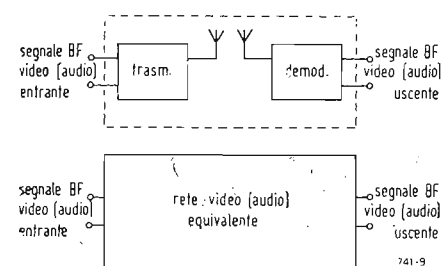 segnale BF
video (audio)
entrante
trasm.
demod.
segnale BF
video (audio)
uscente
segnale BF
video (audio)
entrante
rete video (audio)
equivalente
segnale BF
video (audio)
uscente
741-9